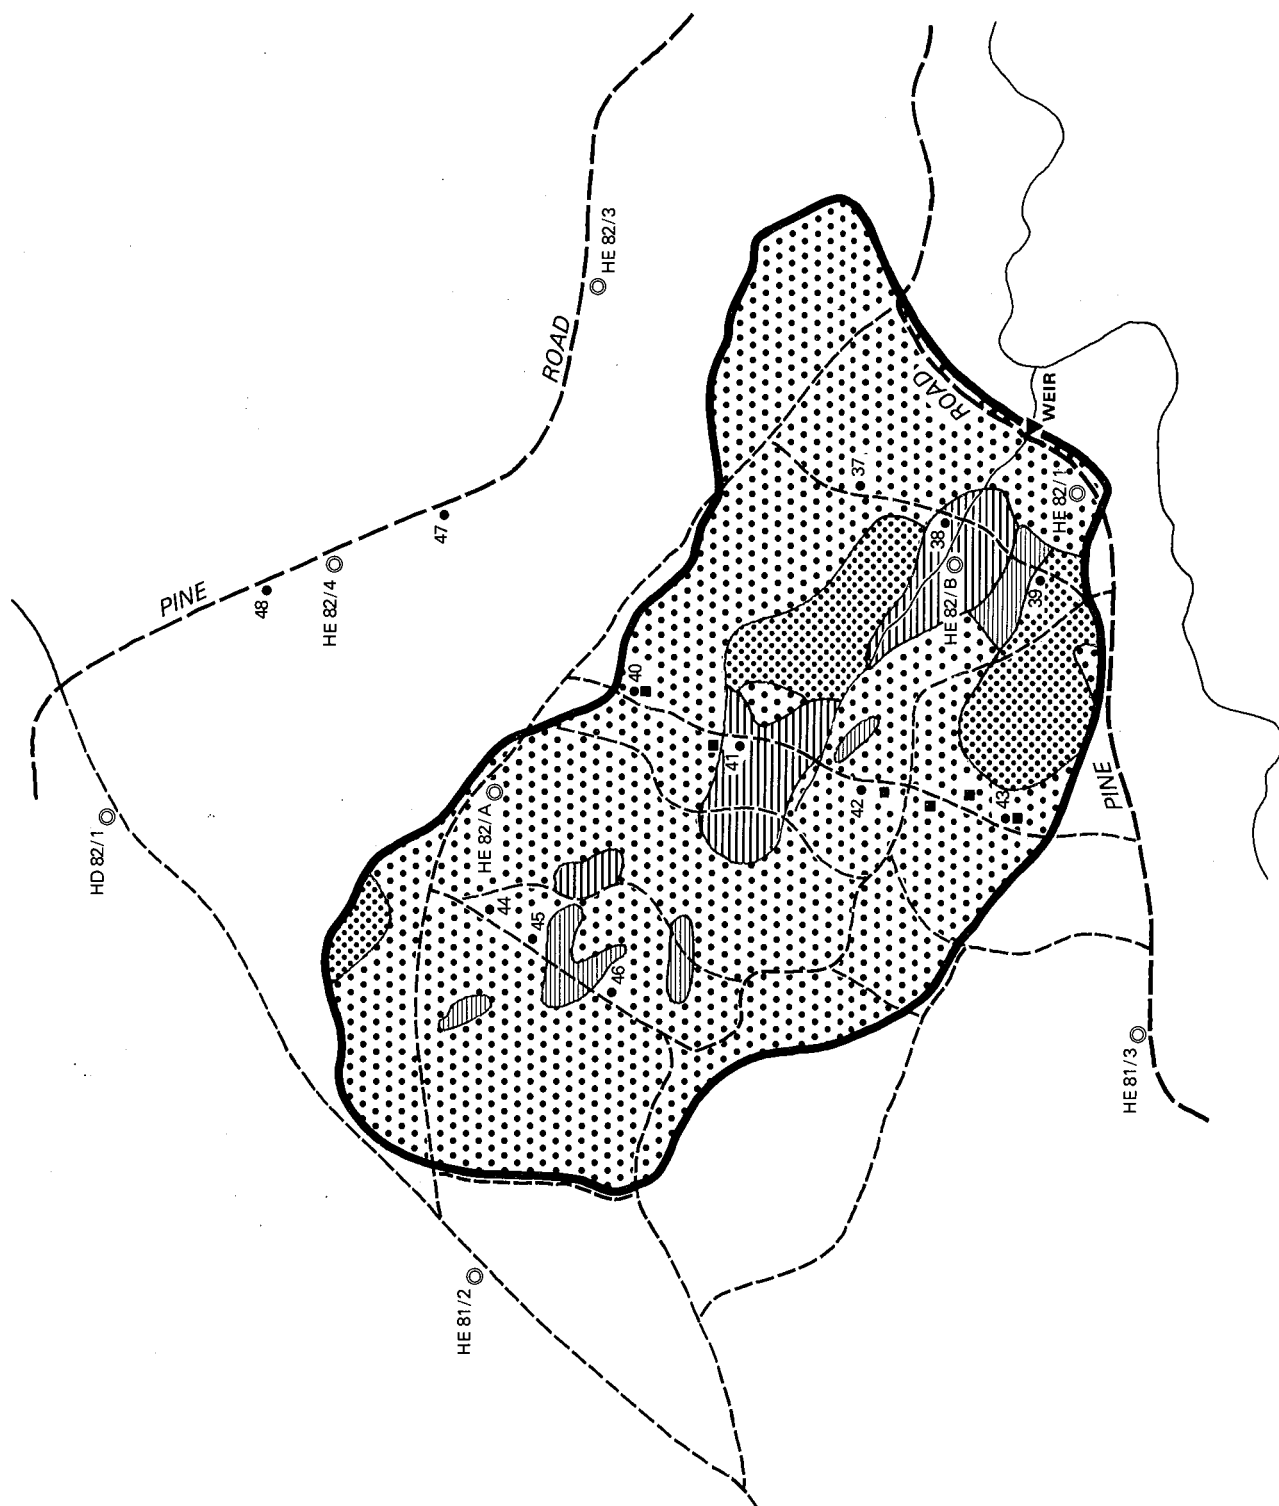 HE 82/3
ROAD
PINE
47
48
HE 82/4
HD 82/1
ROAD
WEIR
37
HE 82/1
38
HE 82/B
39
40
41
42
43
PINE
HE 82/A
44
45
46
HE 81/3
HE 81/2